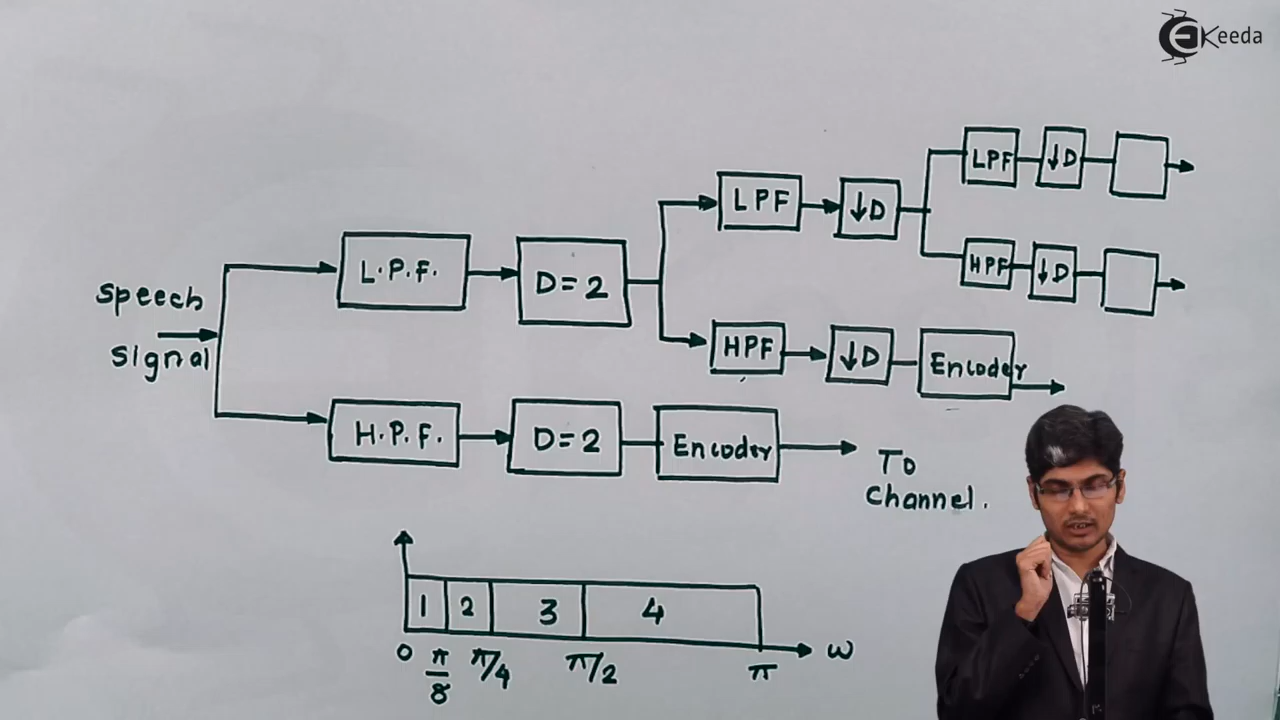 Keeda
LPF
↓D
LPF
↓D
HPF
↓D
L.P.F.
D=2
Speech
Signal
HPF
↓D
Encoder
H.P.F.
D=2
Encoder
To
Channel.
1 2 3 4
0 π/8 π/4 π/2 π ω